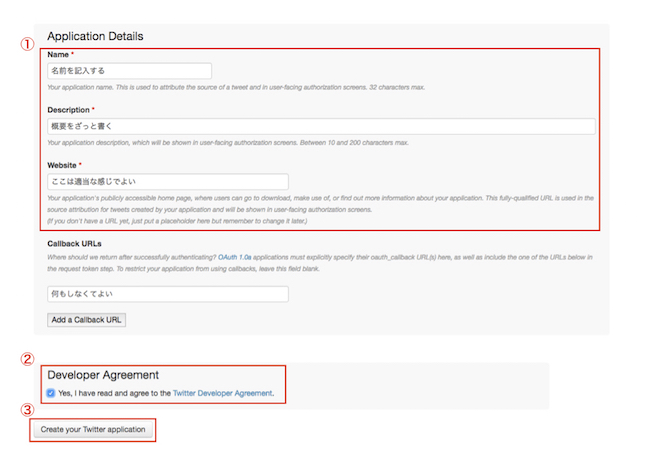 ①
Application Details
Name *
名前を記入する
Your application name. This is used to attribute the source of a tweet and in user-facing authorization screens. 32 characters max.
Description *
概要をざっと書く
Your application description, which will be shown in user-facing authorization screens. Between 10 and 200 characters max.
Website *
ここは適当な感じでよい
Your application's publicly accessible home page, where users can go to download, make use of, or find out more information about your application. This fully-qualified URL is used in the
source attribution for tweets created by your application and will be shown in user-facing authorization screens.
(If you don't have a URL yet, just put a placeholder here but remember to change it later.)
Callback URLs
Where should we return after successfully authenticating? OAuth 1.0a applications must explicitly specify their oauth_callback URL(s) here, as well as include the one of the URLs below in
the request token step. To restrict your application from using callbacks, leave this field blank.
何もしなくてよい
Add a Callback URL
②
Developer Agreement
Yes, I have read and agree to the Twitter Developer Agreement.
③
Create your Twitter application